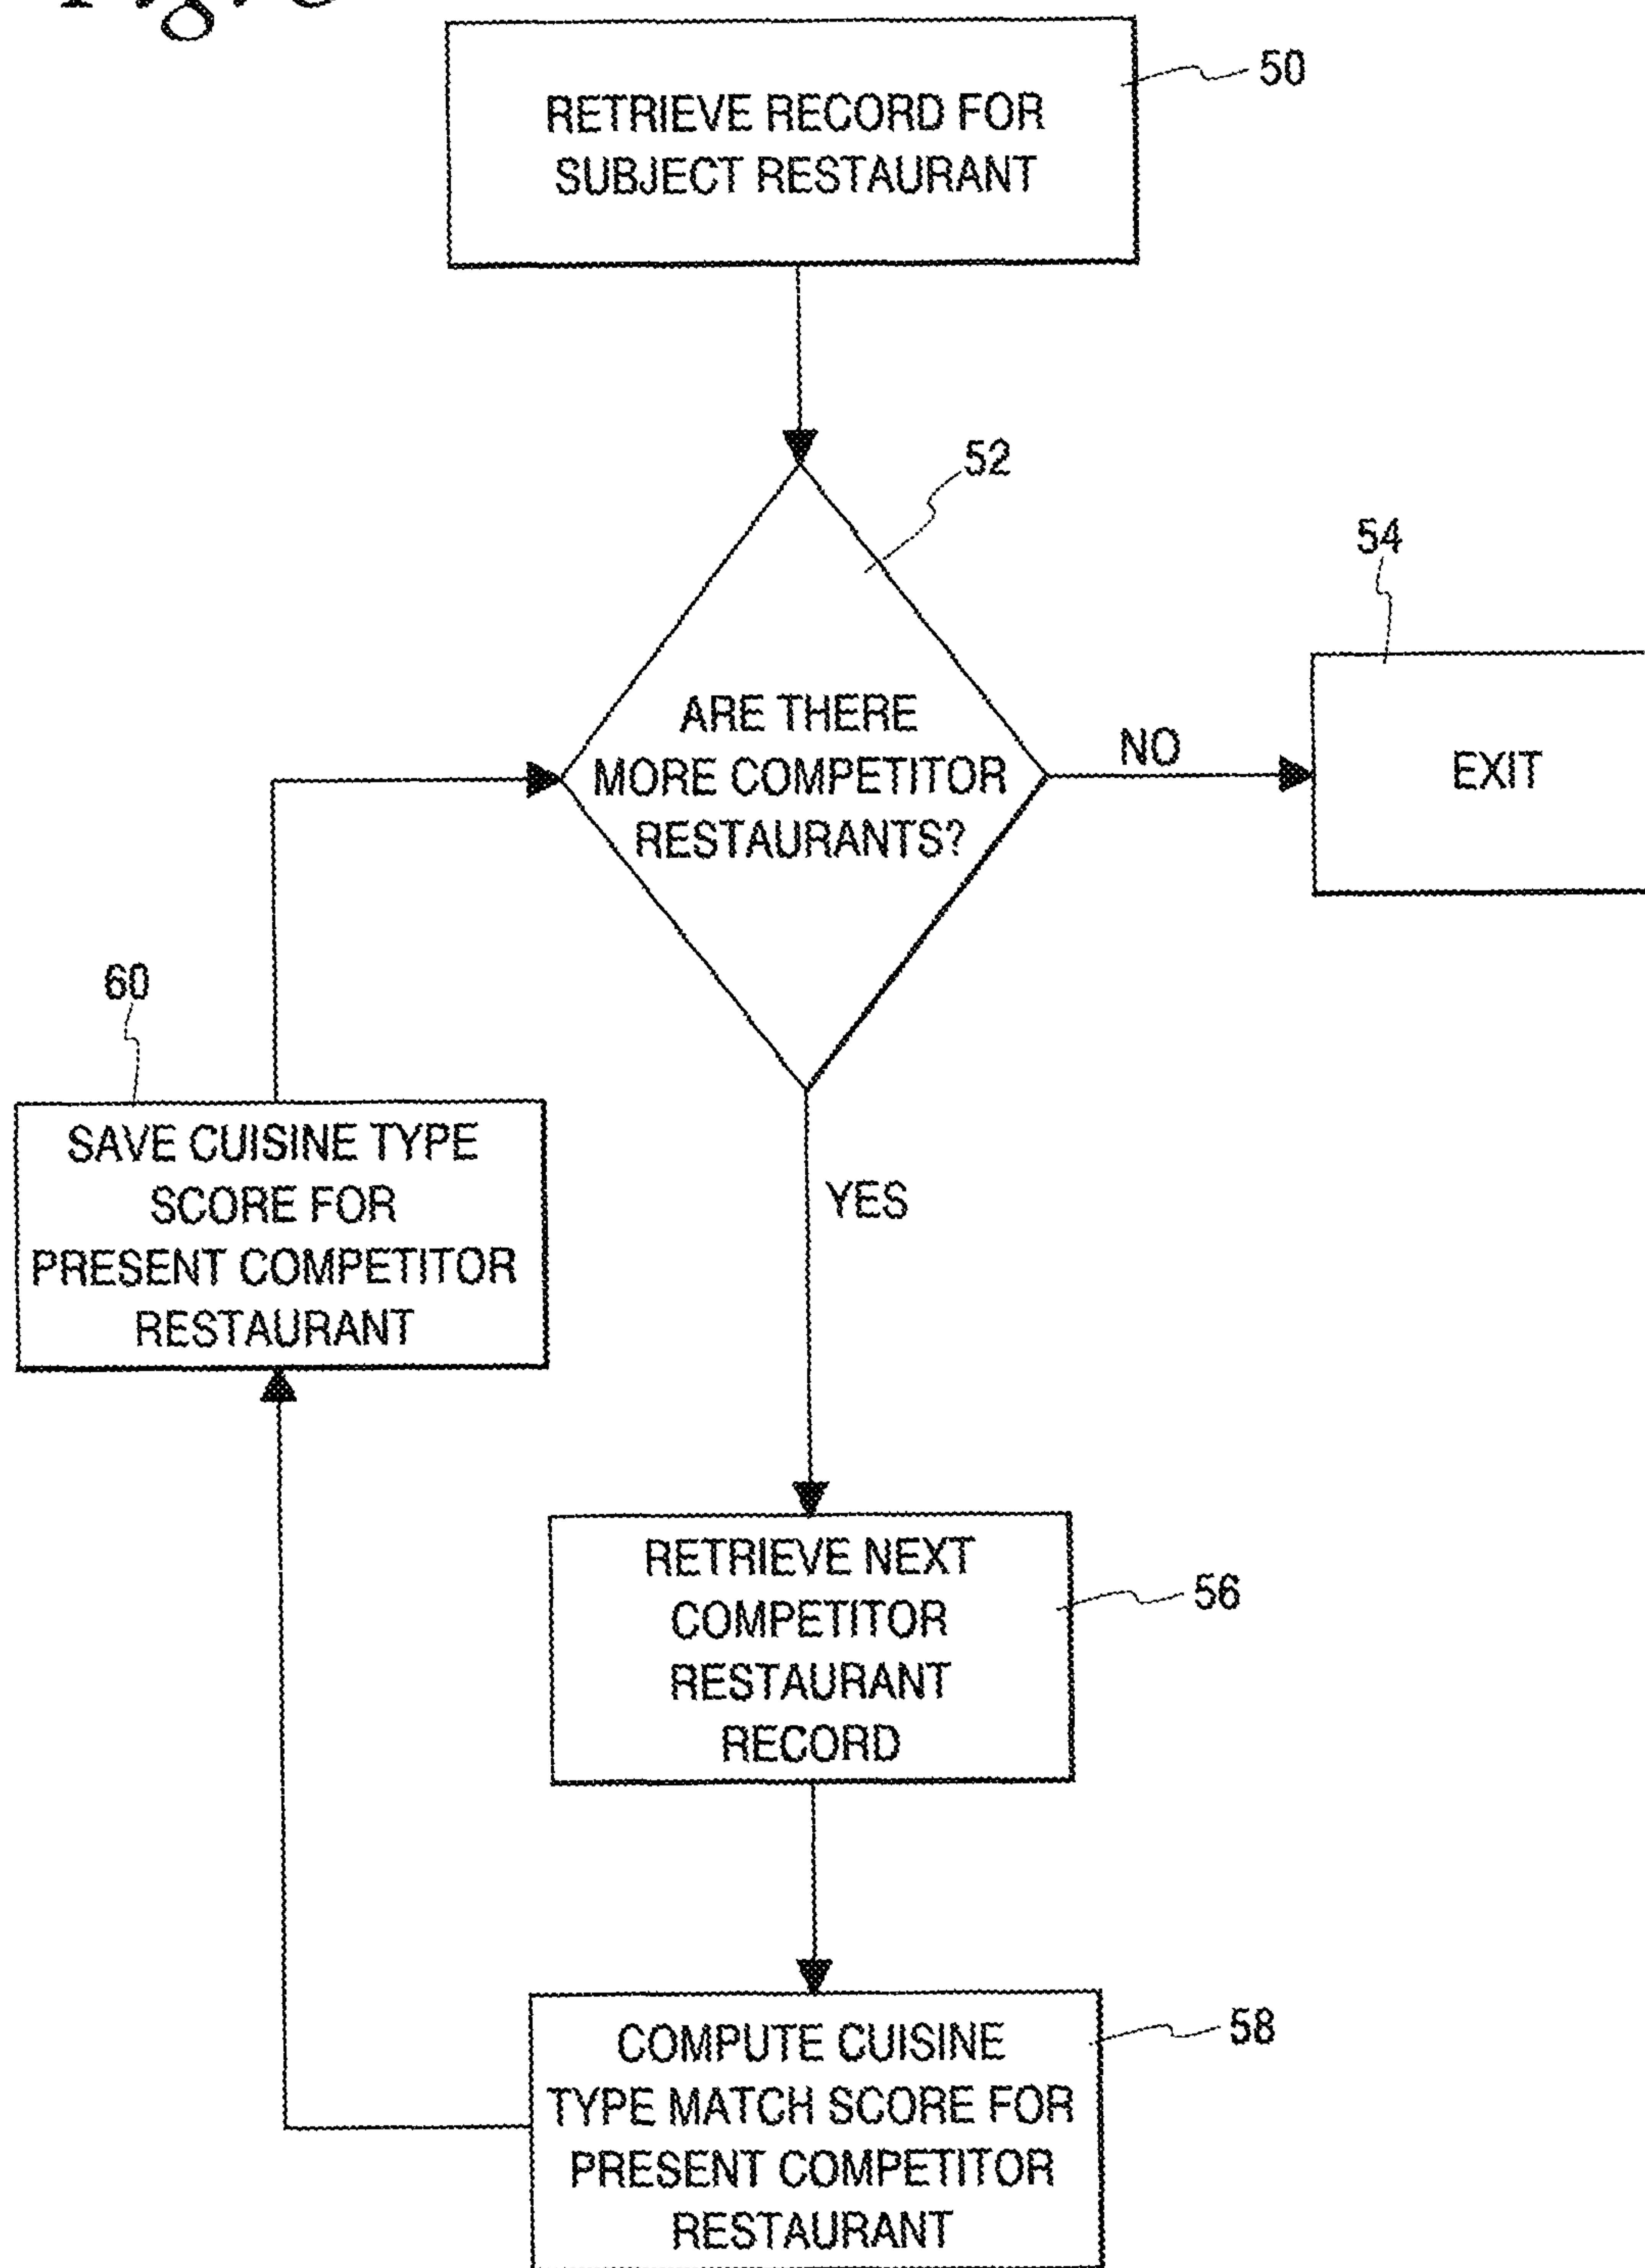 50
RETRIEVE RECORD FOR
SUBJECT RESTAURANT
52
54
ARE THERE
MORE COMPETITOR
RESTAURANTS?
NO
EXIT
60
SAVE CUISINE TYPE
SCORE FOR
PRESENT COMPETITOR
RESTAURANT
YES
RETRIEVE NEXT
COMPETITOR
RESTAURANT
RECORD
56
COMPUTE CUISINE
TYPE MATCH SCORE FOR
PRESENT COMPETITOR
RESTAURANT
58